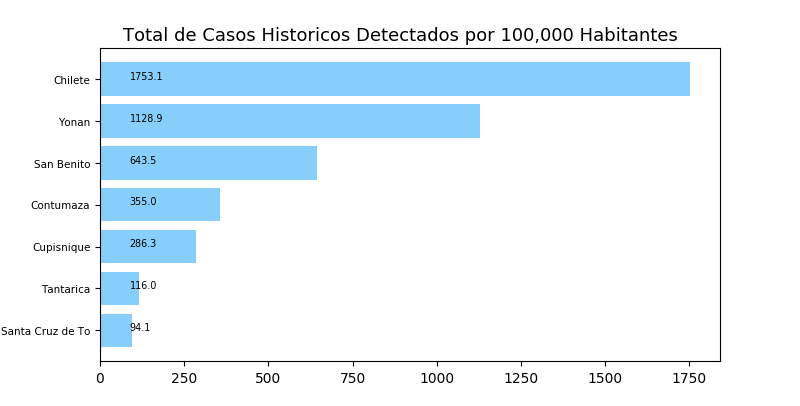 Total de Casos Historicos Detectados por 100,000 Habitantes
Chilete 1753.1
Yonan 1128.9
San Benito 643.5
Contumaza 355.0
Cupisnique 286.3
Tantarica 116.0
Santa Cruz de To 94.1
0 250 500 750 1000 1250 1500 1750